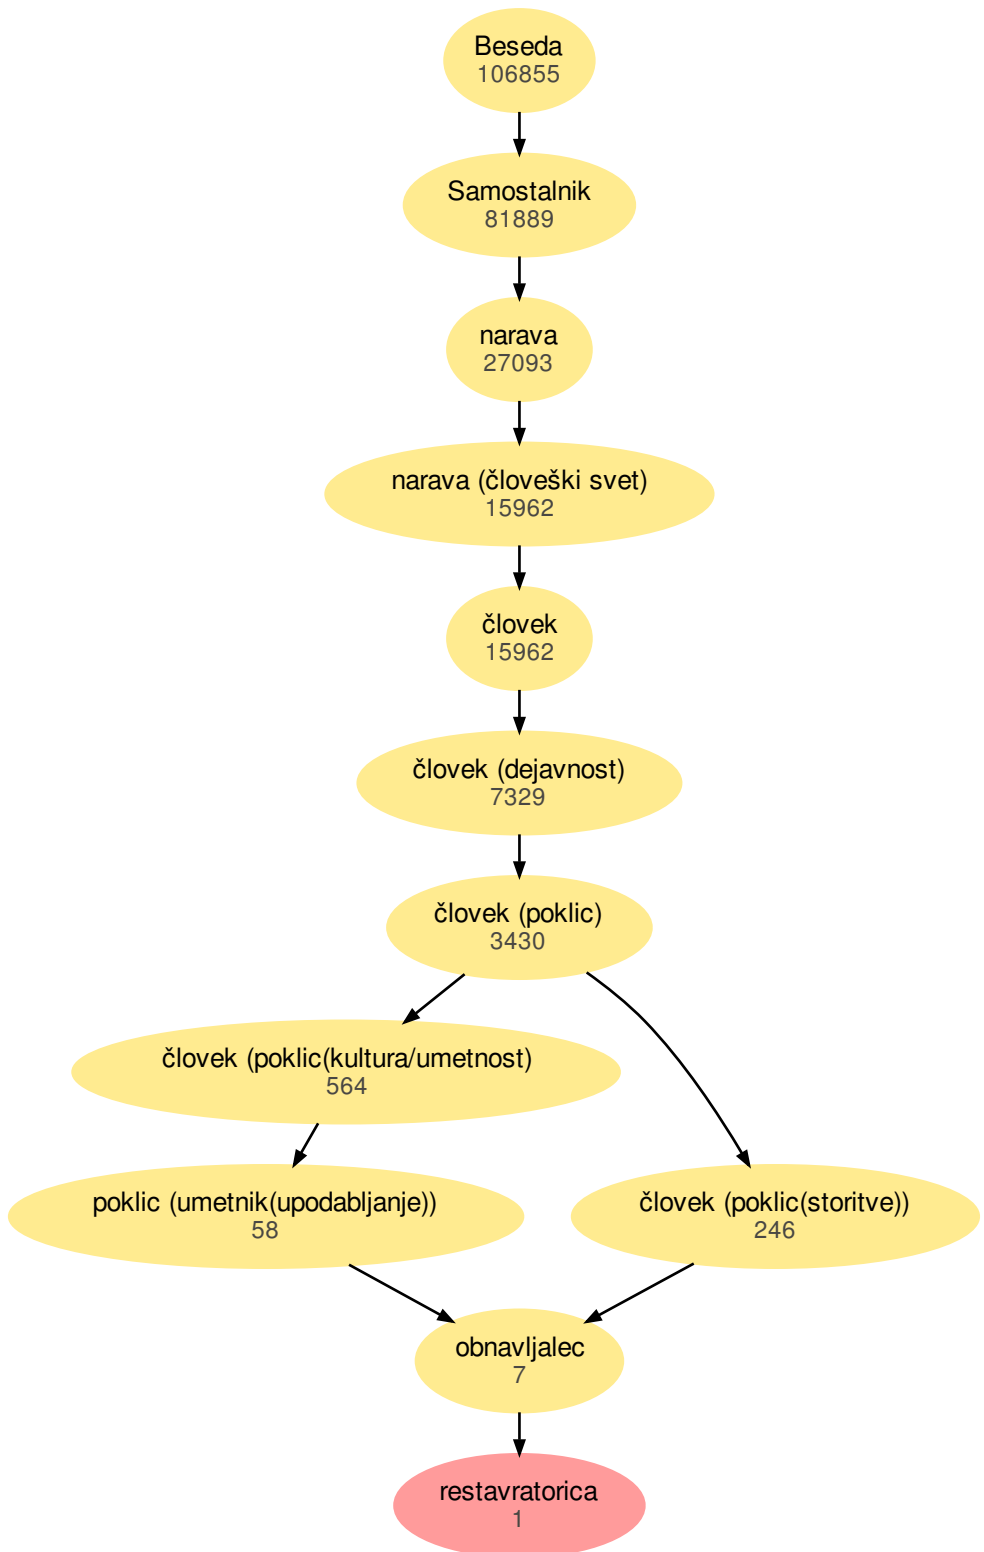 Beseda
106855
Samostalnik
81889
narava
27093
narava (človeški svet)
15962
človek
15962
človek (dejavnost)
7329
človek (poklic)
3430
človek (poklic(kultura/umetnost)
564
poklic (umetnik(upodabljanje))
58
človek (poklic(storitve))
246
obnavljalec
7
restavratorica
1